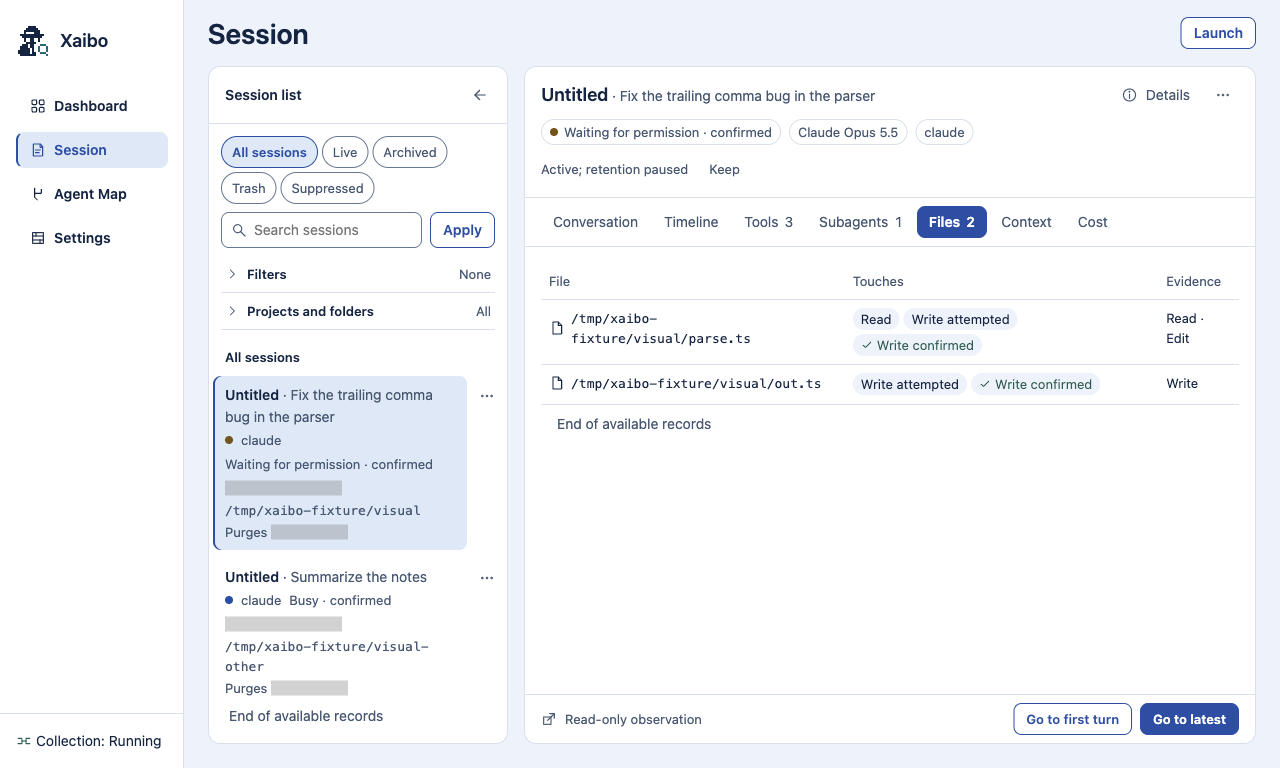 Xaibo
Dashboard
Session
Agent Map
Settings
Collection: Running
Session
Launch
Session list
All sessions
Live
Archived
Trash
Suppressed
Search sessions
Apply
Filters
None
Projects and folders
All
All sessions
Untitled · Fix the trailing comma
bug in the parser
claude
Waiting for permission · confirmed
/tmp/xaibo-fixture/visual
Purges
Untitled · Summarize the notes
claude Busy · confirmed
/tmp/xaibo-fixture/visual-
other
Purges
End of available records
Untitled · Fix the trailing comma bug in the parser
Details
Waiting for permission · confirmed
Claude Opus 5.5
claude
Active; retention paused
Keep
Conversation
Timeline
Tools 3
Subagents 1
Files 2
Context
Cost
File
Touches
Evidence
/tmp/xaibo-
fixture/visual/parse.ts
Read
Write attempted
Write confirmed
Read ·
Edit
/tmp/xaibo-fixture/visual/out.ts
Write attempted
Write confirmed
Write
End of available records
Read-only observation
Go to first turn
Go to latest